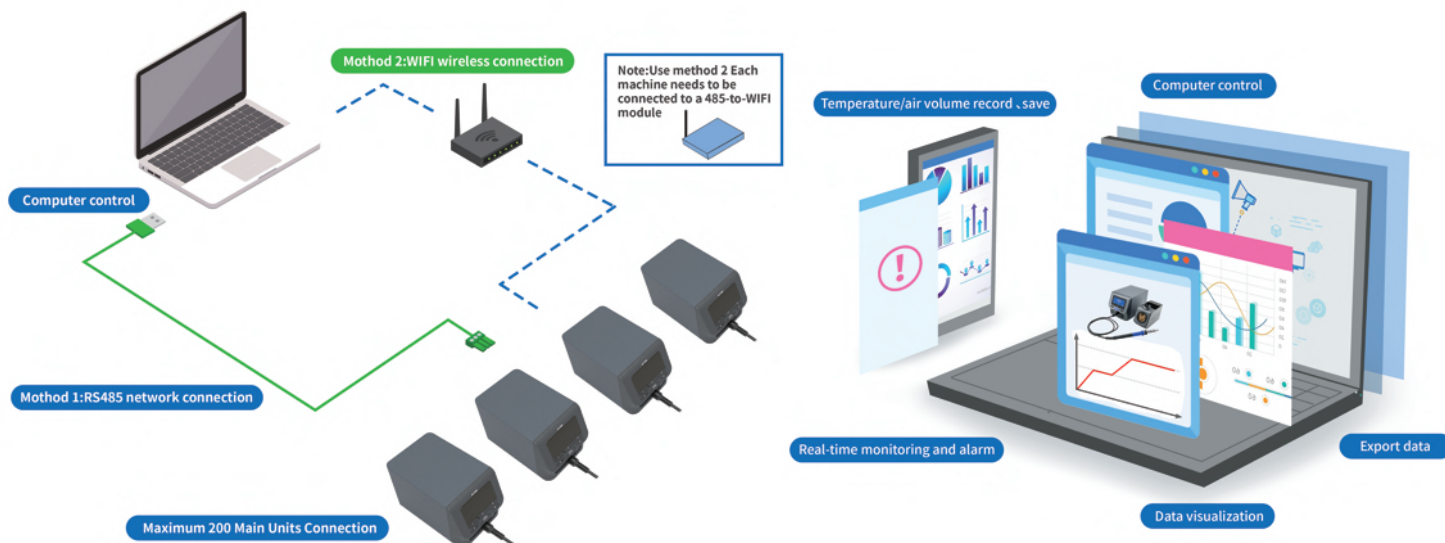 Mothod 2:WIFI wireless connection
Note:Use method 2 Each
machine needs to be
connected to a 485-to-WIFI
module
Computer control
Mothod 1:RS485 network connection
Maximum 200 Main Units Connection
Temperature/air volume record 、save
Computer control
Real-time monitoring and alarm
Export data
Data visualization